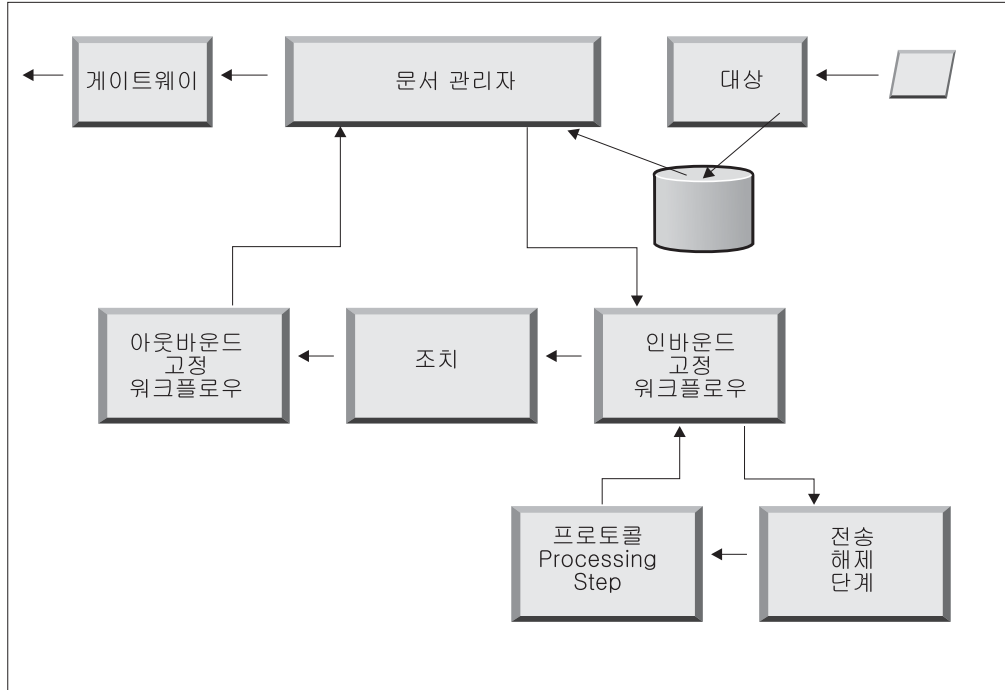 게이트웨이
문서 관리자
대상
아웃바운드
고정
워크플로우
조치
인바운드
고정
워크플로우
프로토콜
Processing
Step
전송
해제
단계